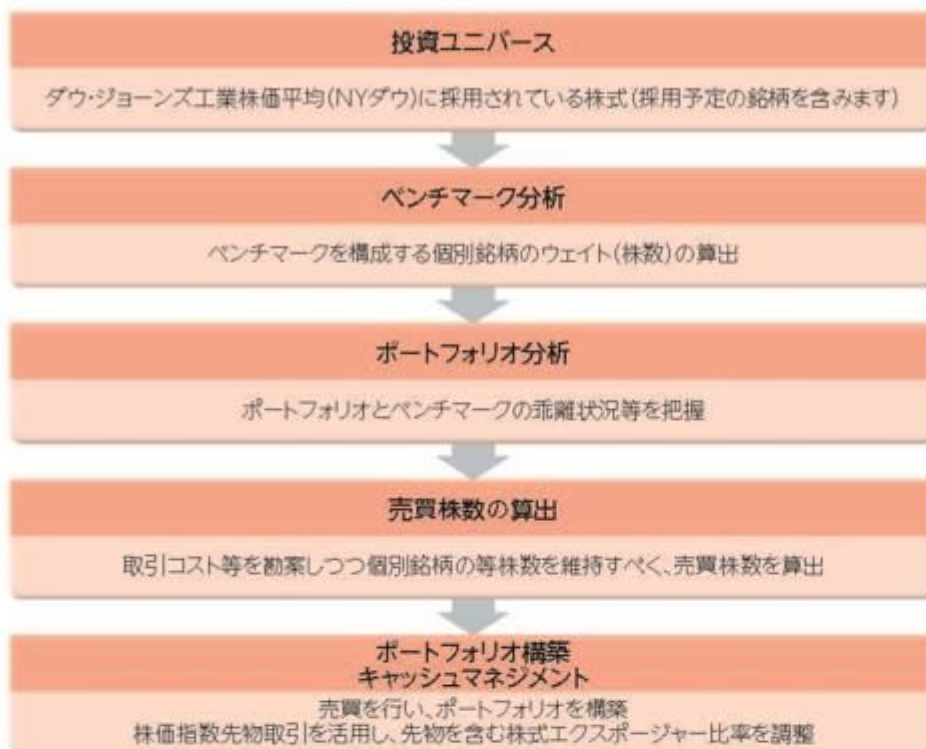 投資ユニバース
ダウ・ジョーンズ工業株価平均(NYダウ)に採用されている株式(採用予定の銘柄を含みます)
ベンチマーク分析
ベンチマークを構成する個別銘柄のウェイト(株数)の算出
ポートフォリオ分析
ポートフォリオとベンチマークの乖離状況等を把握
売買株数の算出
取引コスト等を勘案しつつ個別銘柄の等株数を維持すべく、売買株数を算出
ポートフォリオ構築
キャッシュマネジメント
売買を行い、ポートフォリオを構築
株価指数先物取引を活用し、先物を含む株式エクスポージャー比率を調整